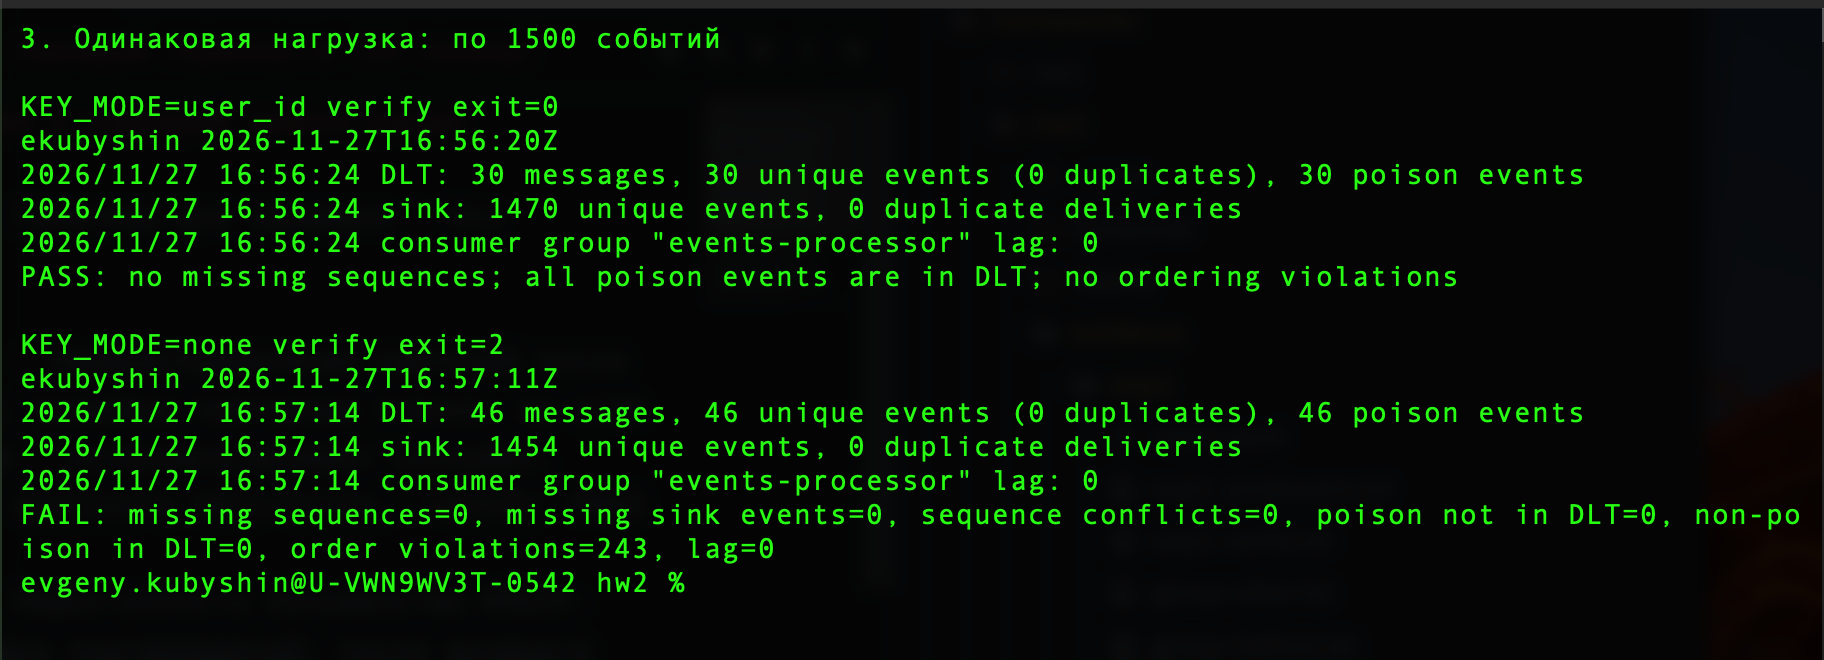 3. Одинаковая нагрузка: по 1500 событий
KEY_MODE=user_id verify exit=0
ekubyshin 2026-11-27T16:56:20Z
2026/11/27 16:56:24 DLT: 30 messages, 30 unique events (0 duplicates), 30 poison events
2026/11/27 16:56:24 sink: 1470 unique events, 0 duplicate deliveries
2026/11/27 16:56:24 consumer group "events-processor" lag: 0
PASS: no missing sequences; all poison events are in DLT; no ordering violations
KEY_MODE=none verify exit=2
ekubyshin 2026-11-27T16:57:11Z
2026/11/27 16:57:14 DLT: 46 messages, 46 unique events (0 duplicates), 46 poison events
2026/11/27 16:57:14 sink: 1454 unique events, 0 duplicate deliveries
2026/11/27 16:57:14 consumer group "events-processor" lag: 0
FAIL: missing sequences=0, missing sink events=0, sequence conflicts=0, poison not in DLT=0, non-po
ison in DLT=0, order violations=243, lag=0
evgeny.kubyshin@U-VWN9WV3T-0542 hw2 %